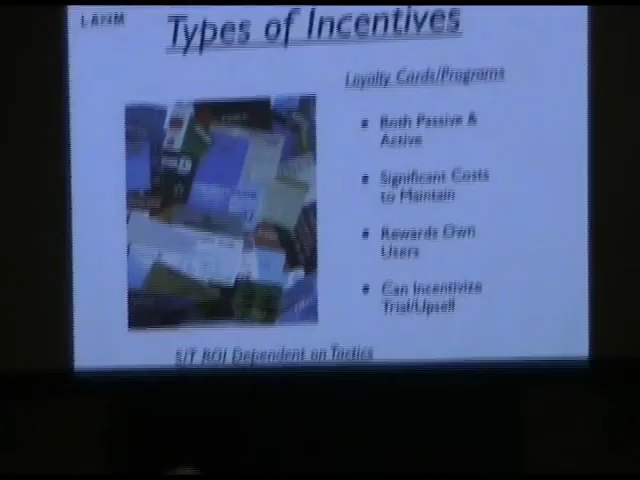 Types of Incentives
Loyalty Cards/Programs
Both Passive &
Active
Significant Costs
to Maintain
Rewards Own
Users
Can Incentivize
Trial/Upsell
S/T ROI Dependent on Tactics